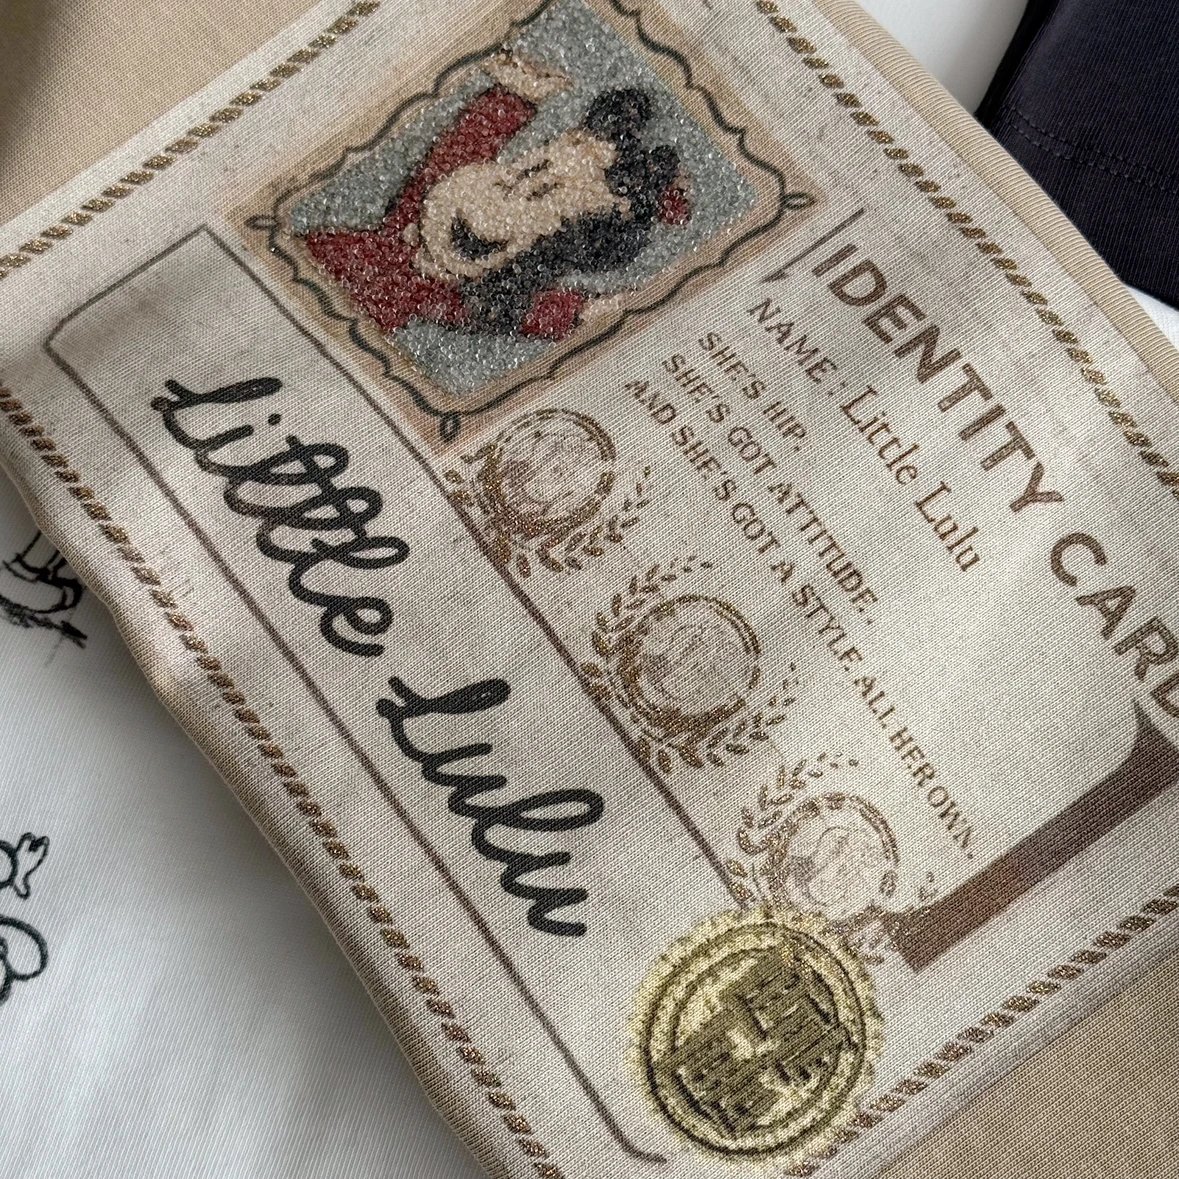 IDENTITY CARD
NAME : Little Lulu
SHE'S HIP.
SHE'S GOT ATTITUDE.
AND SHE'S GOT A STYLE. ALL HER OWN.
Little Lulu